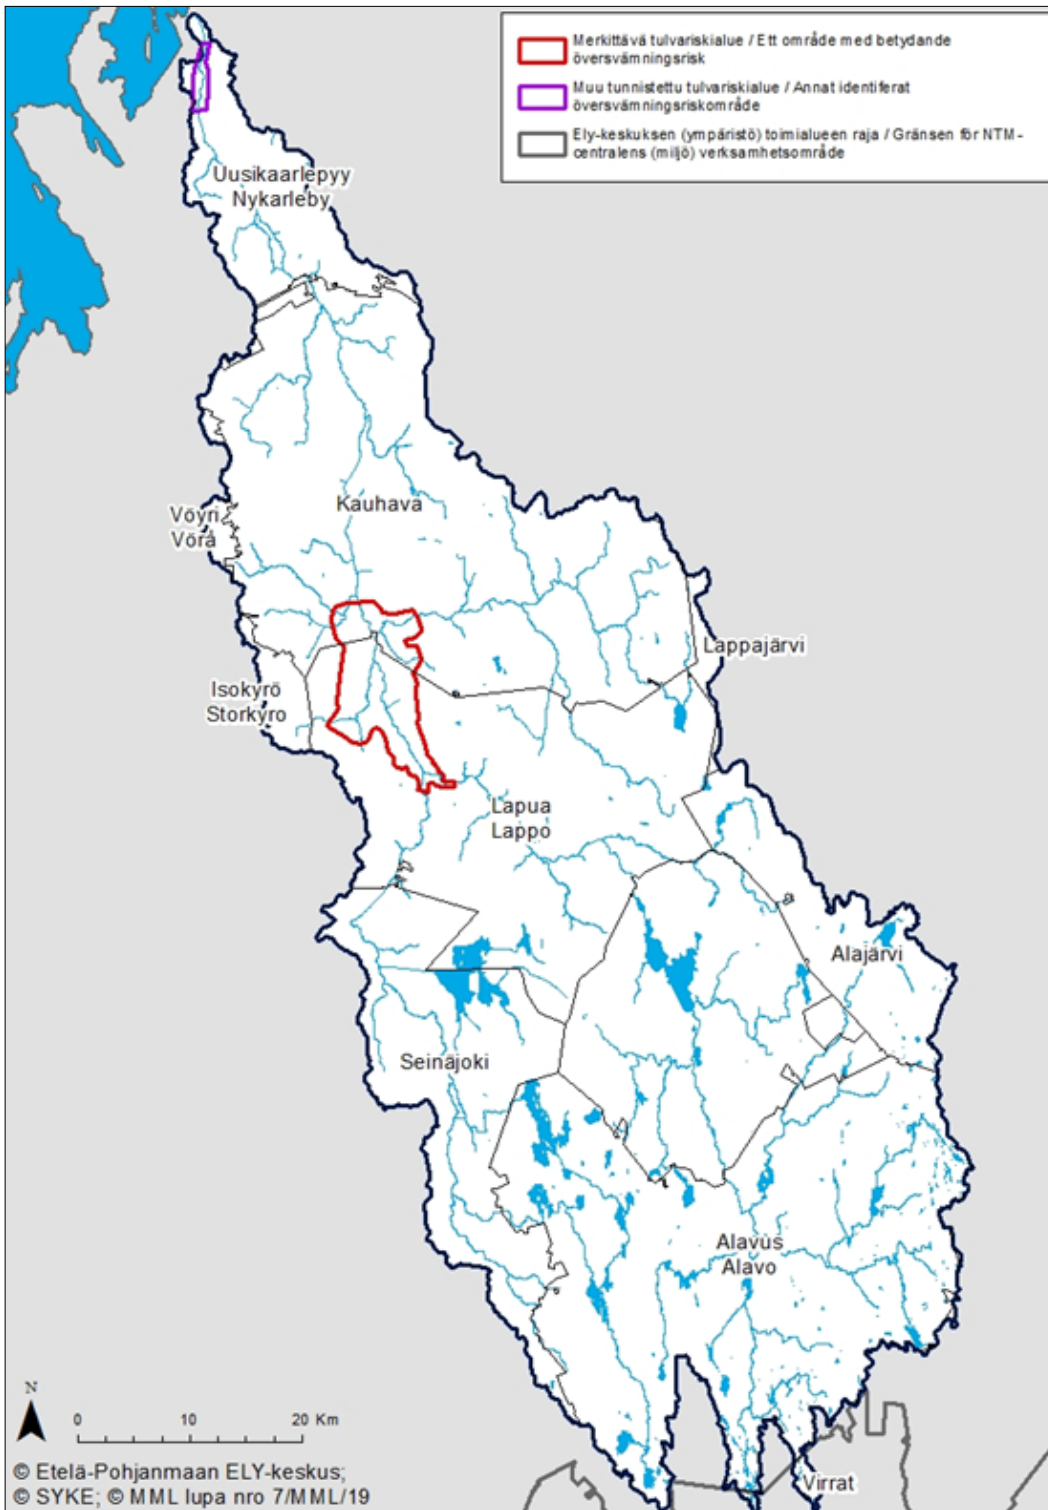 Merkittävä tulvariskialue / Ett område med betydande
översvämningsrisk
Muu tunnistettu tulvariskialue / Annat identiferat
översvämningsriskområde
Ely-keskuksen (ympäristö) toimialueen raja / Gränsen för NTM-
centralens (miljö) verksamhetsområde
Uusikaarlepyy
Nykarleby
Kauhava
Vöyri
Vörå
Lappajärvi
Isokyrö
Storkyro
Lapua
Lappo
Alajärvi
Seinäjoki
Alavus
Alavo
Virrat
N
0 10 20 Km
© Etelä-Pohjanmaan ELY-keskus;
© SYKE; © MML lupa nro 7/MML/19